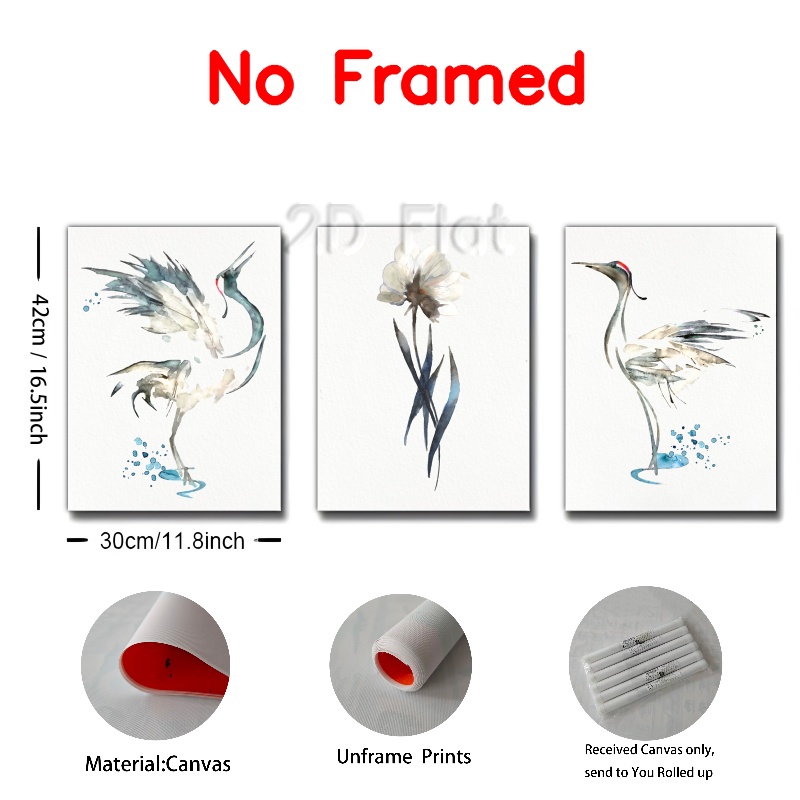 No Framed
2D Flat
42cm / 16.5inch
30cm/11.8inch
Material:Canvas
Unframe Prints
Received Canvas only,
send to You Rolled up